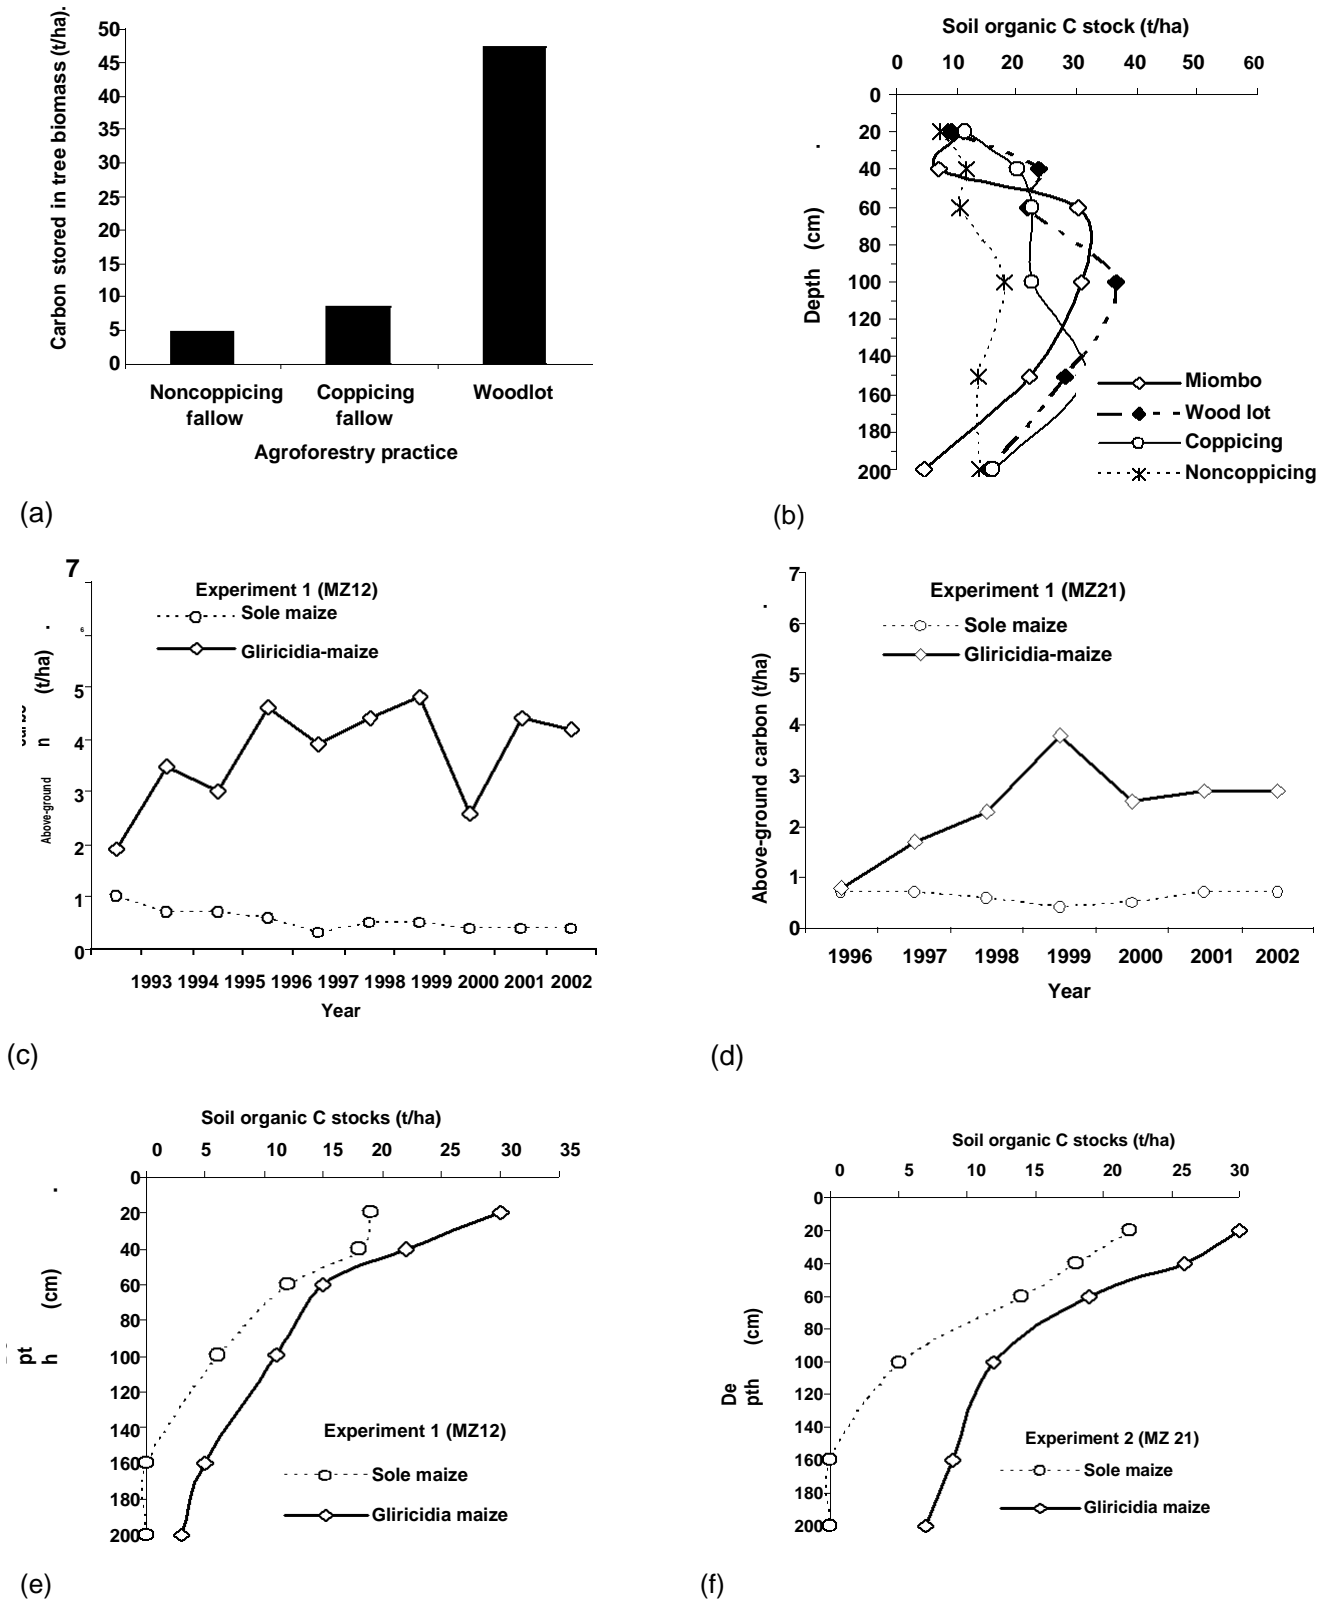 Carbon stored in tree biomass (t/ha).
50
45
40
35
30
25
20
15
10
5
0
Noncoppicing fallow
Coppicing fallow
Woodlot
Agroforestry practice
(a)
Soil organic C stock (t/ha)
0 10 20 30 40 50 60
Depth (cm)
0
20
40
60
80
100
120
140
160
180
200
Miombo
Wood lot
Coppicing
Noncoppicing
(b)
7
6
5
4
3
2
1
0
Above-ground
n
(t/ha) .
Experiment 1 (MZ12)
Sole maize
Gliricidia-maize
1993 1994 1995 1996 1997 1998 1999 2000 2001 2002
Year
(c)
Above-ground carbon (t/ha)
7
6
5
4
3
2
1
0
Experiment 1 (MZ21)
Sole maize
Gliricidia-maize
1996 1997 1998 1999 2000 2001 2002
Year
(d)
Soil organic C stocks (t/ha)
0 5 10 15 20 25 30 35
pt
h
(cm)
0
20
40
60
80
100
120
140
160
180
200
Experiment 1 (MZ12)
Sole maize
Gliricidia maize
(e)
Soil organic C stocks (t/ha)
0 5 10 15 20 25 30
De
pth
(cm)
0
20
40
60
80
100
120
140
160
180
200
Experiment 2 (MZ 21)
Sole maize
Gliricidia maize
(f)